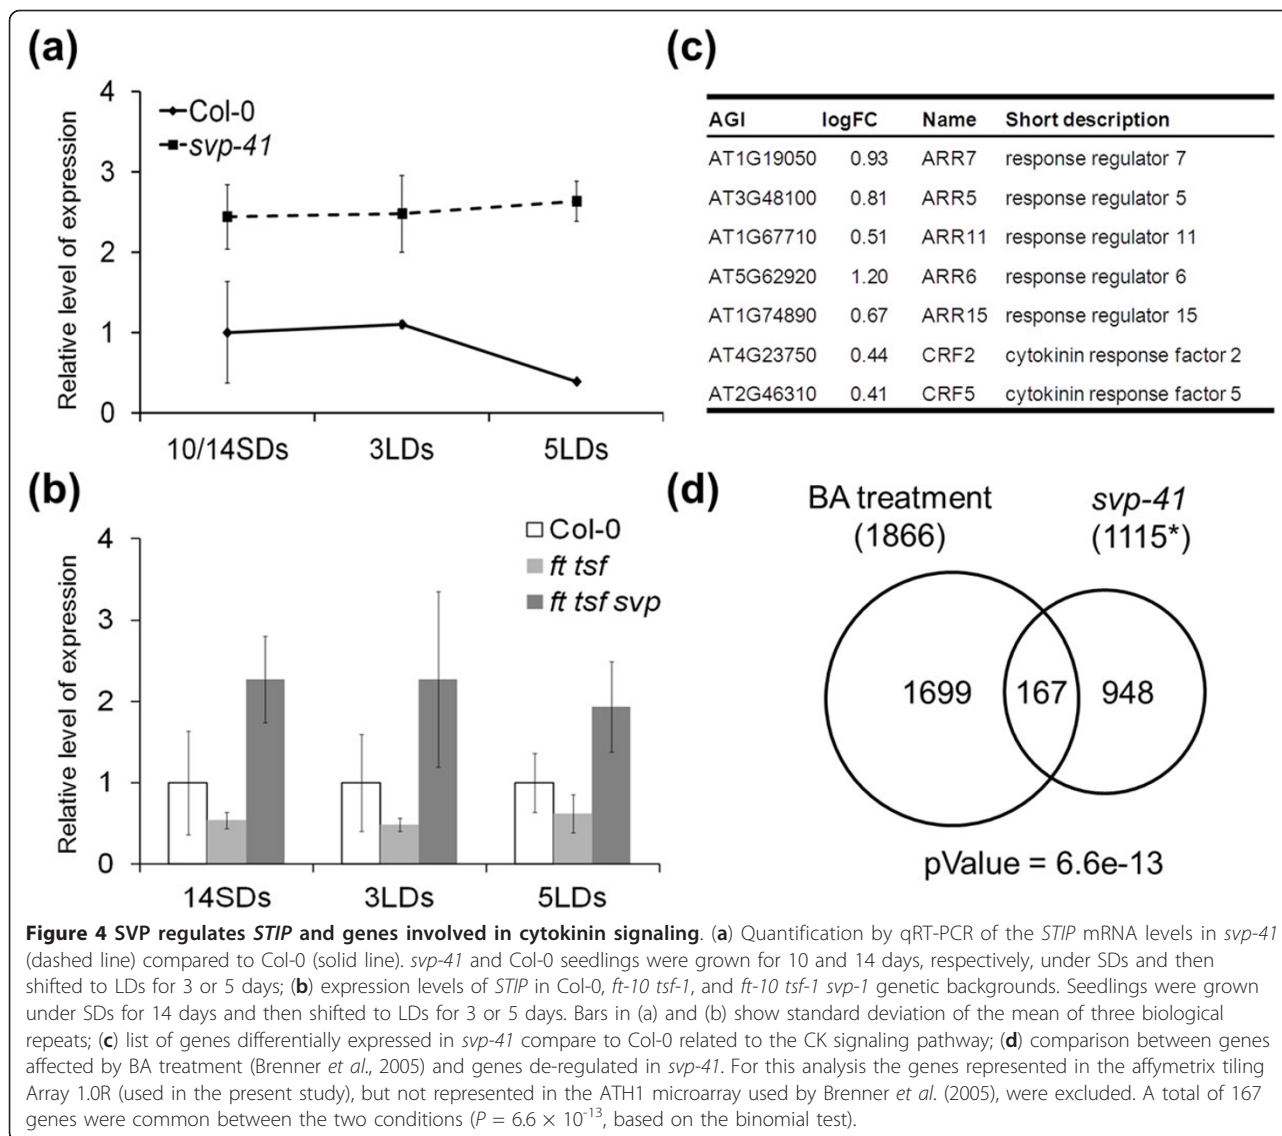 (a)
Relative level of expression
4
3
2
1
0
Col-0
svp-41
10/14SDs 3LDs 5LDs
(c)
AGI logFC Name Short description
AT1G19050 0.93 ARR7 response regulator 7
AT3G48100 0.81 ARR5 response regulator 5
AT1G67710 0.51 ARR11 response regulator 11
AT5G62920 1.20 ARR6 response regulator 6
AT1G74890 0.67 ARR15 response regulator 15
AT4G23750 0.44 CRF2 cytokinin response factor 2
AT2G46310 0.41 CRF5 cytokinin response factor 5
(b)
Relative level of expression
4
3
2
1
0
Col-0
ft tsf
ft tsf svp
14SDs 3LDs 5LDs
(d)
BA treatment
(1866)
svp-41
(1115*)
1699 167 948
pValue = 6.6e-13
Figure 4 SVP regulates STIP and genes involved in cytokinin signaling. (a) Quantification by qRT-PCR of the STIP mRNA levels in svp-41
(dashed line) compared to Col-0 (solid line). svp-41 and Col-0 seedlings were grown for 10 and 14 days, respectively, under SDs and then
shifted to LDs for 3 or 5 days; (b) expression levels of STIP in Col-0, ft-10 tsf-1, and ft-10 tsf-1 svp-1 genetic backgrounds. Seedlings were grown
under SDs for 14 days and then shifted to LDs for 3 or 5 days. Bars in (a) and (b) show standard deviation of the mean of three biological
repeats; (c) list of genes differentially expressed in svp-41 compare to Col-0 related to the CK signaling pathway; (d) comparison between genes
affected by BA treatment (Brenner et al., 2005) and genes de-regulated in svp-41. For this analysis the genes represented in the affymetrix tiling
Array 1.0R (used in the present study), but not represented in the ATH1 microarray used by Brenner et al. (2005), were excluded. A total of 167
genes were common between the two conditions (P = 6.6 × 10⁻¹³, based on the binomial test).